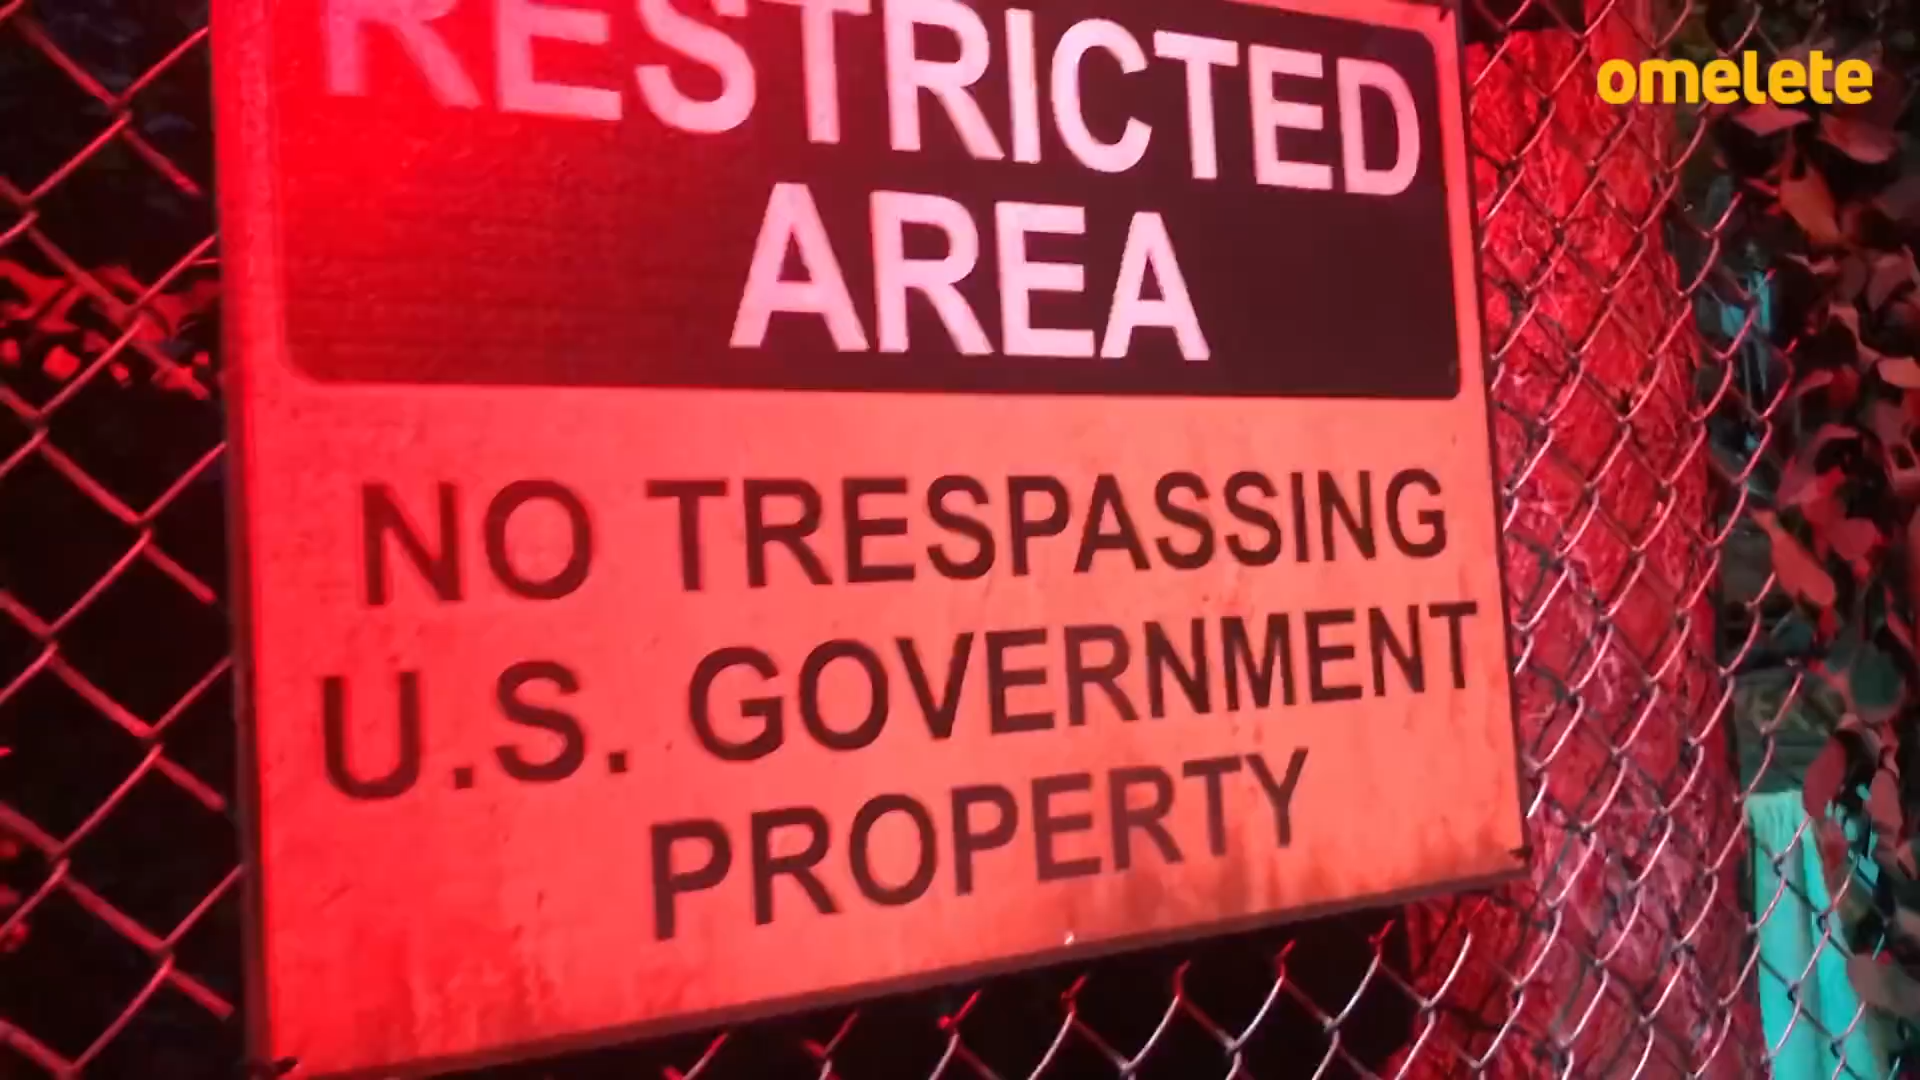 omelete
RESTRICTED
AREA
NO TRESPASSING
U.S. GOVERNMENT
PROPERTY